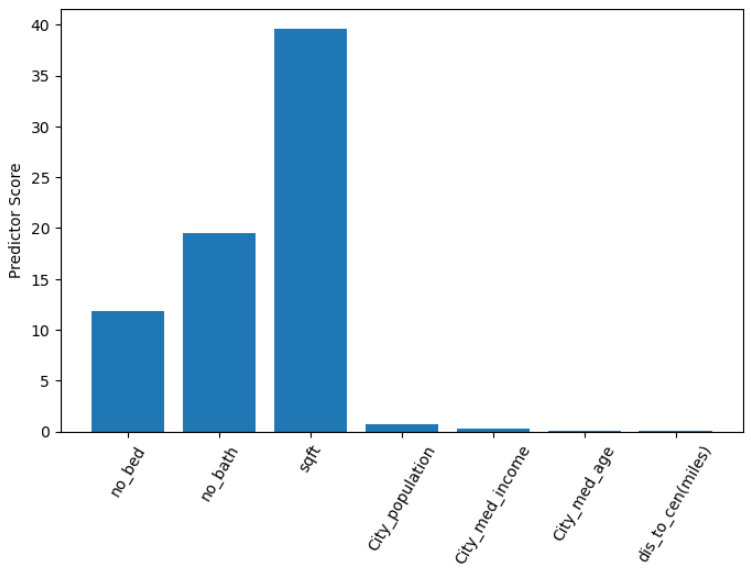 Predictor Score
40
35
30
25
20
15
10
5
0
no_bed
no_bath
sqft
City_population
City_med_income
City_med_age
dis_to_cen(miles)